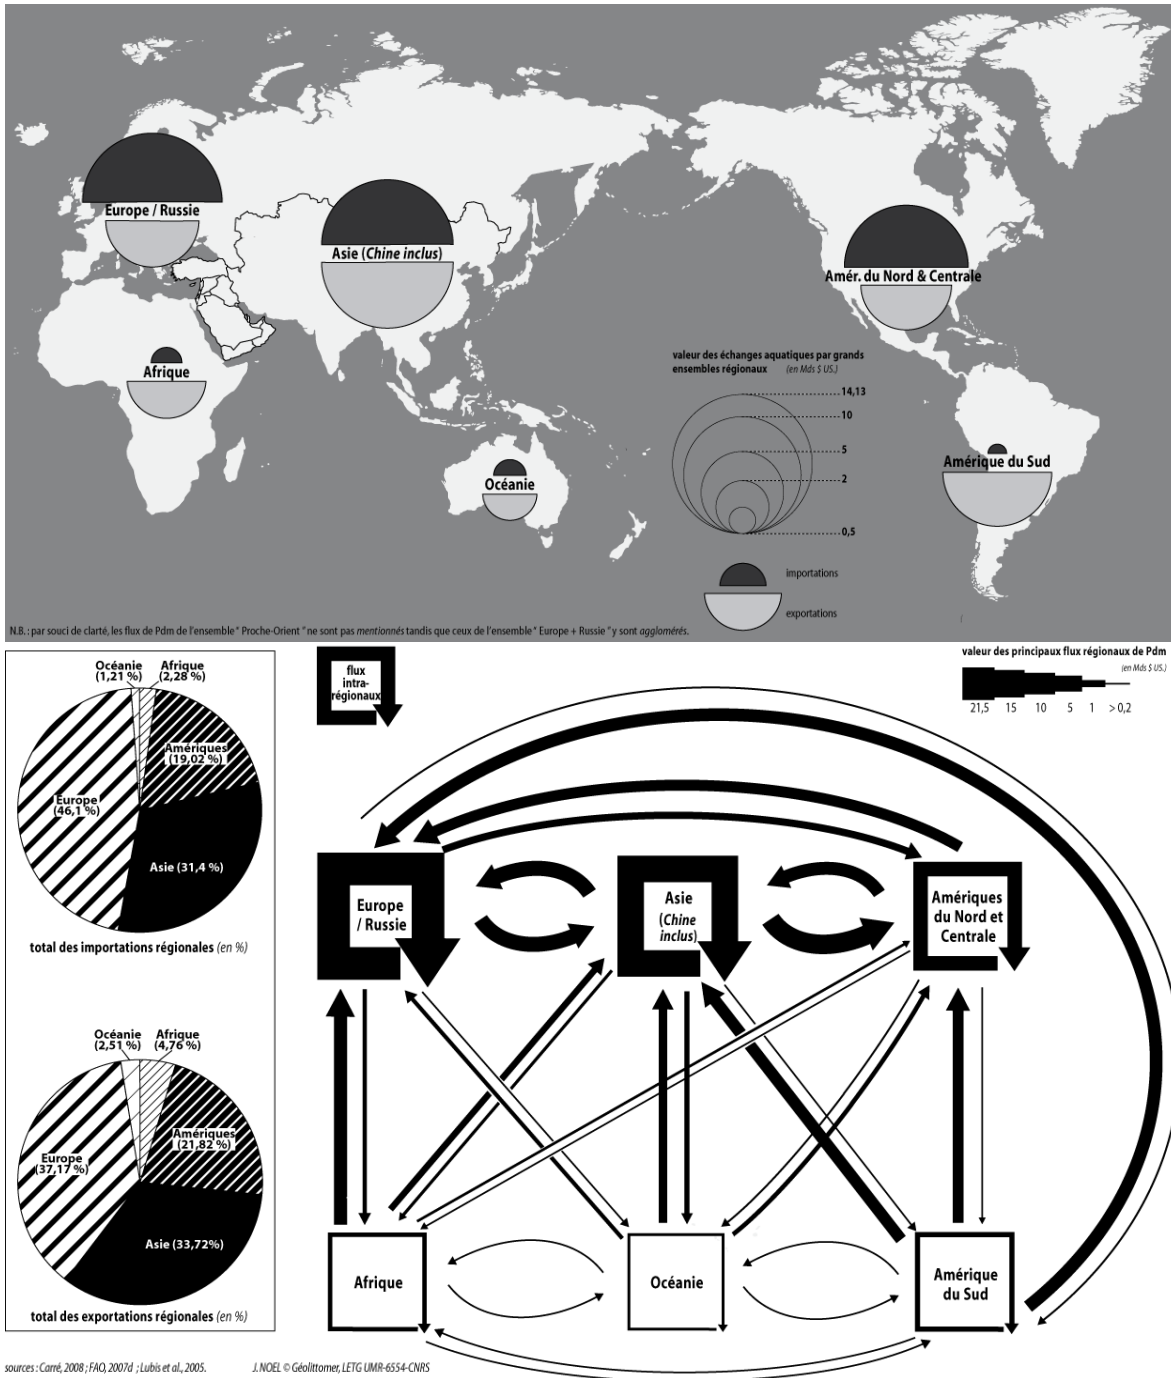 Europe / Russie
Asie (Chine inclus)
Amér. du Nord & Centrale
Afrique
Océanie
Amérique du Sud
valeur des échanges aquatiques par grands
ensembles régionaux (en Mds $ US.)
14,13
10
5
2
0,5
importations
exportations
N.B. : par souci de clarté, les flux de Pdm de l'ensemble " Proche-Orient " ne sont pas mentionnés tandis que ceux de l'ensemble " Europe + Russie " y sont agglomérés.
Océanie
(1,21 %)
Afrique
(2,28 %)
Amériques
(19,02 %)
Europe
(46,1 %)
Asie (31,4 %)
total des importations régionales (en %)
Océanie
(2,51 %)
Afrique
(4,76 %)
Amériques
(21,82 %)
Europe
(37,17 %)
Asie (33,72%)
total des exportations régionales (en %)
flux
intra-
régionaux
valeur des principaux flux régionaux de Pdm
(en Mds $ US.)
21,5 15 10 5 1 > 0,2
Europe
/ Russie
Asie
(Chine
inclus)
Amériques
du Nord et
Centrale
Afrique
Océanie
Amérique
du Sud
sources : Carré, 2008 ; FAO, 2007d ; Lubis et al., 2005.
J. NOEL © Géolittomer, LETG UMR-6554-CNRS